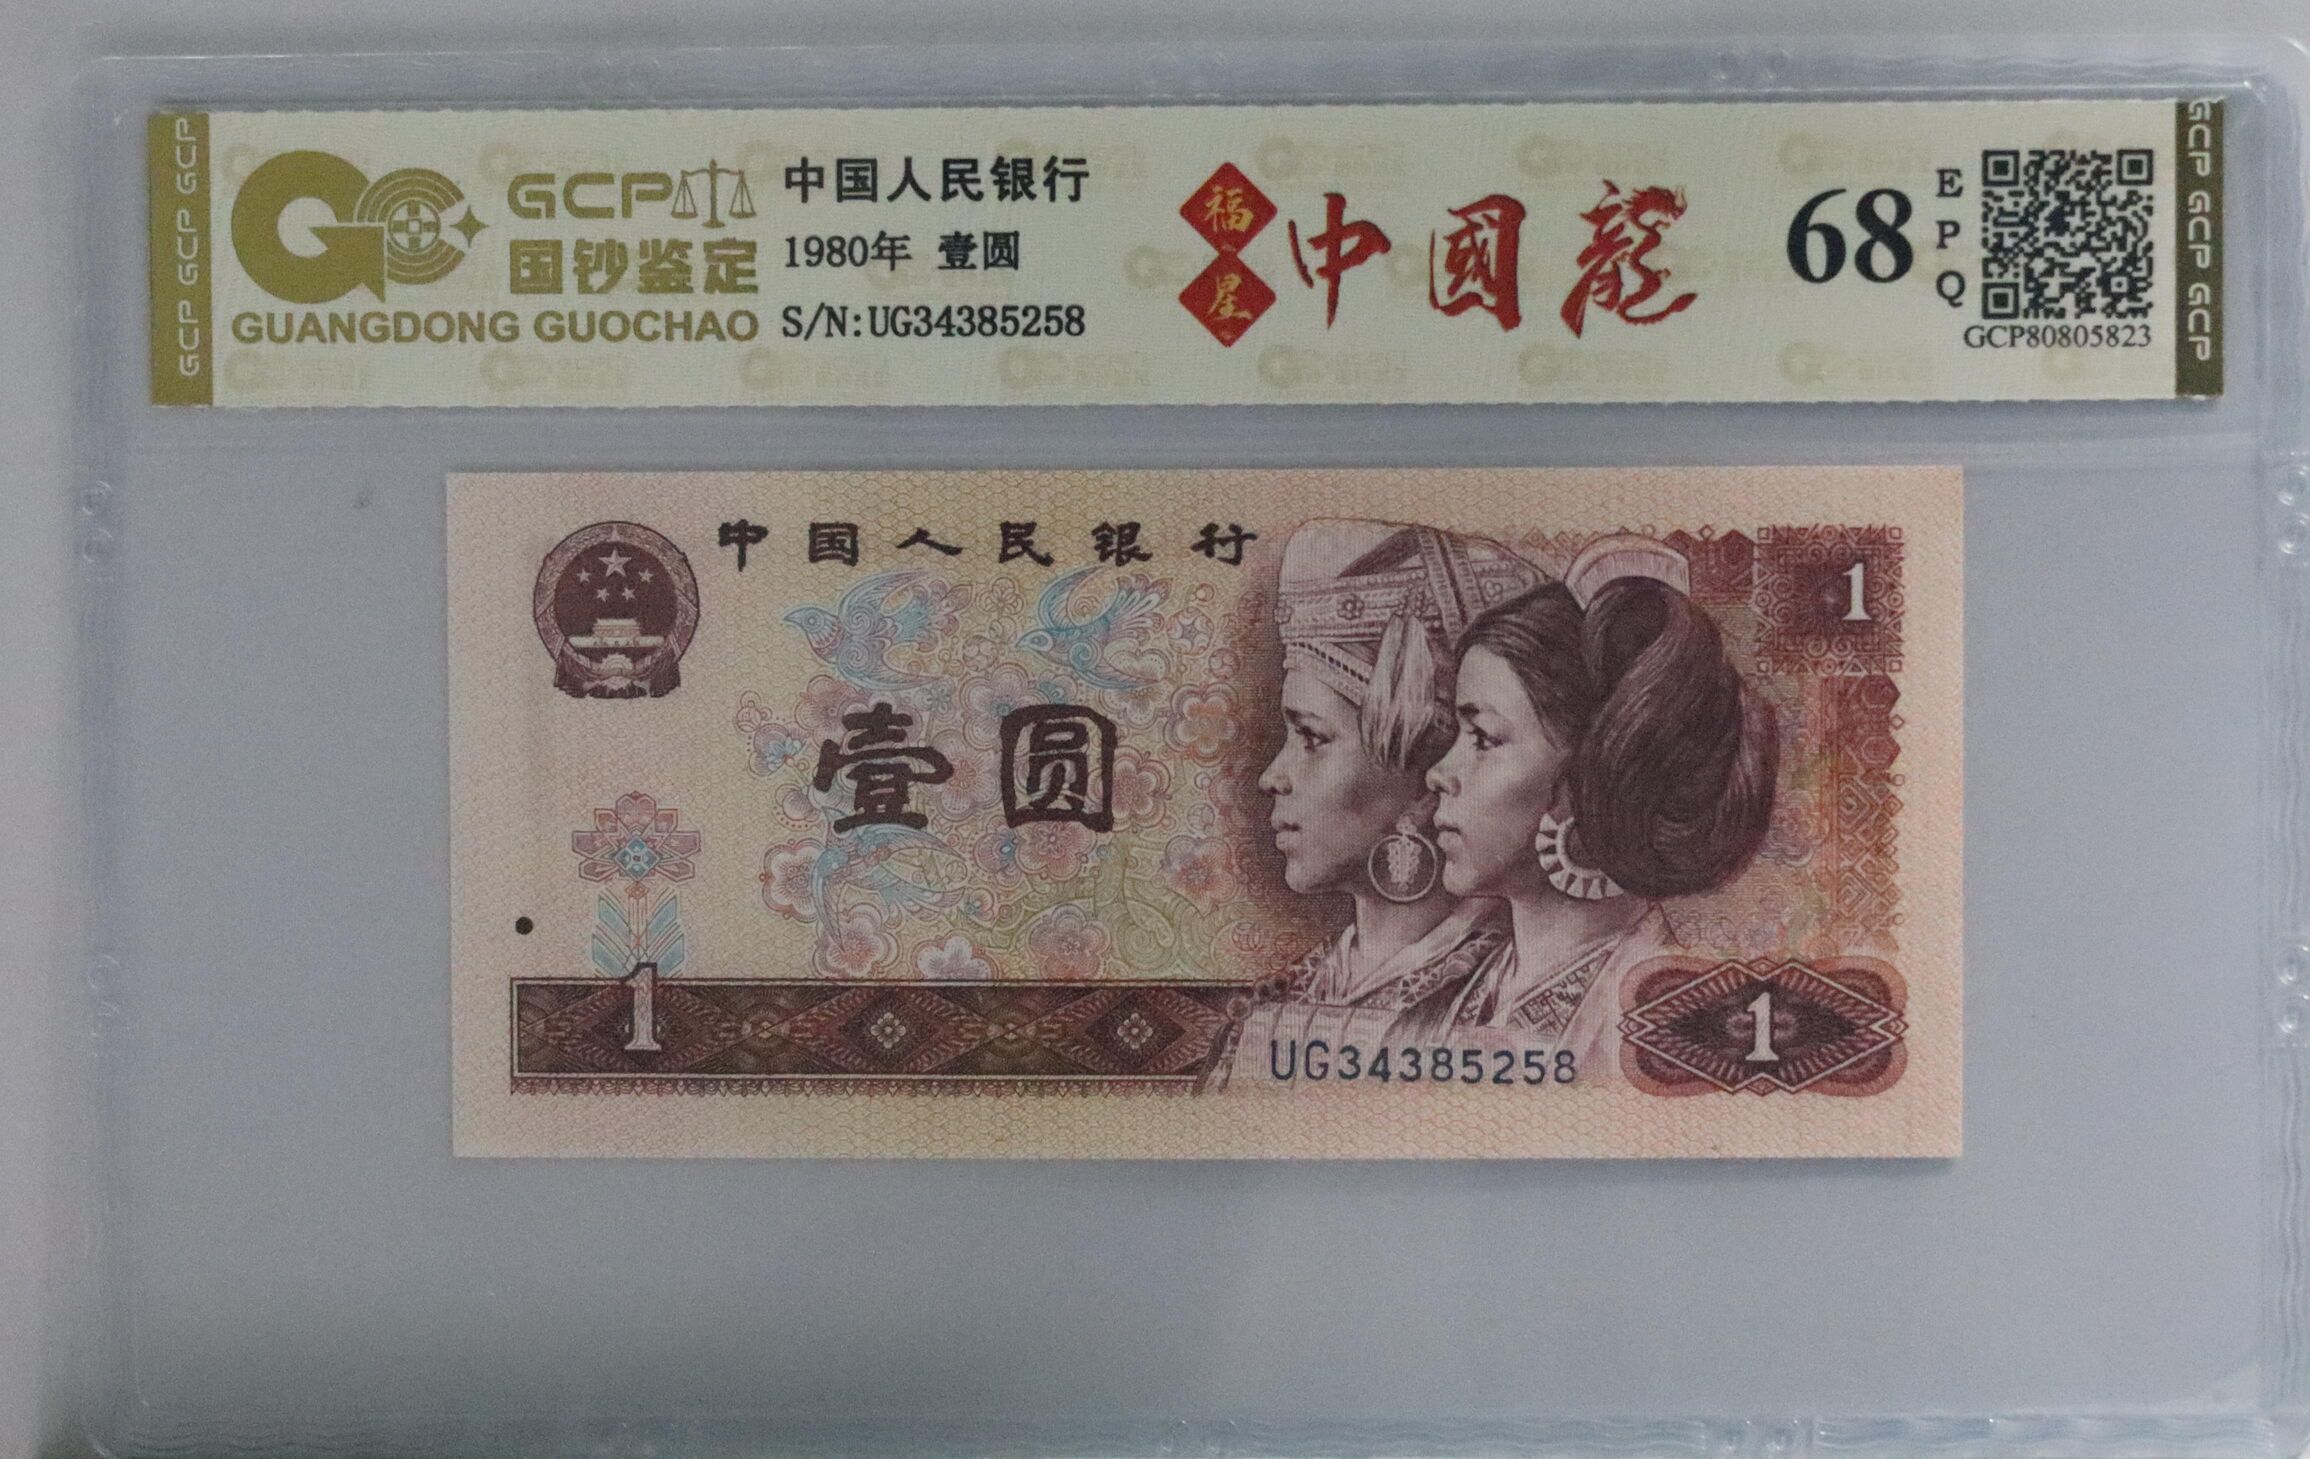 GCP GCP GCP
GCP
国钞鉴定
GUANGDONG GUOCHAO
中国人民银行
1980年 壹圆
S/N:UG34385258
福
星
中國龍
68
EPQ
GCP80805823
GCP GCP GCP
中国人民银行
1
壹圆
1
UG34385258
1